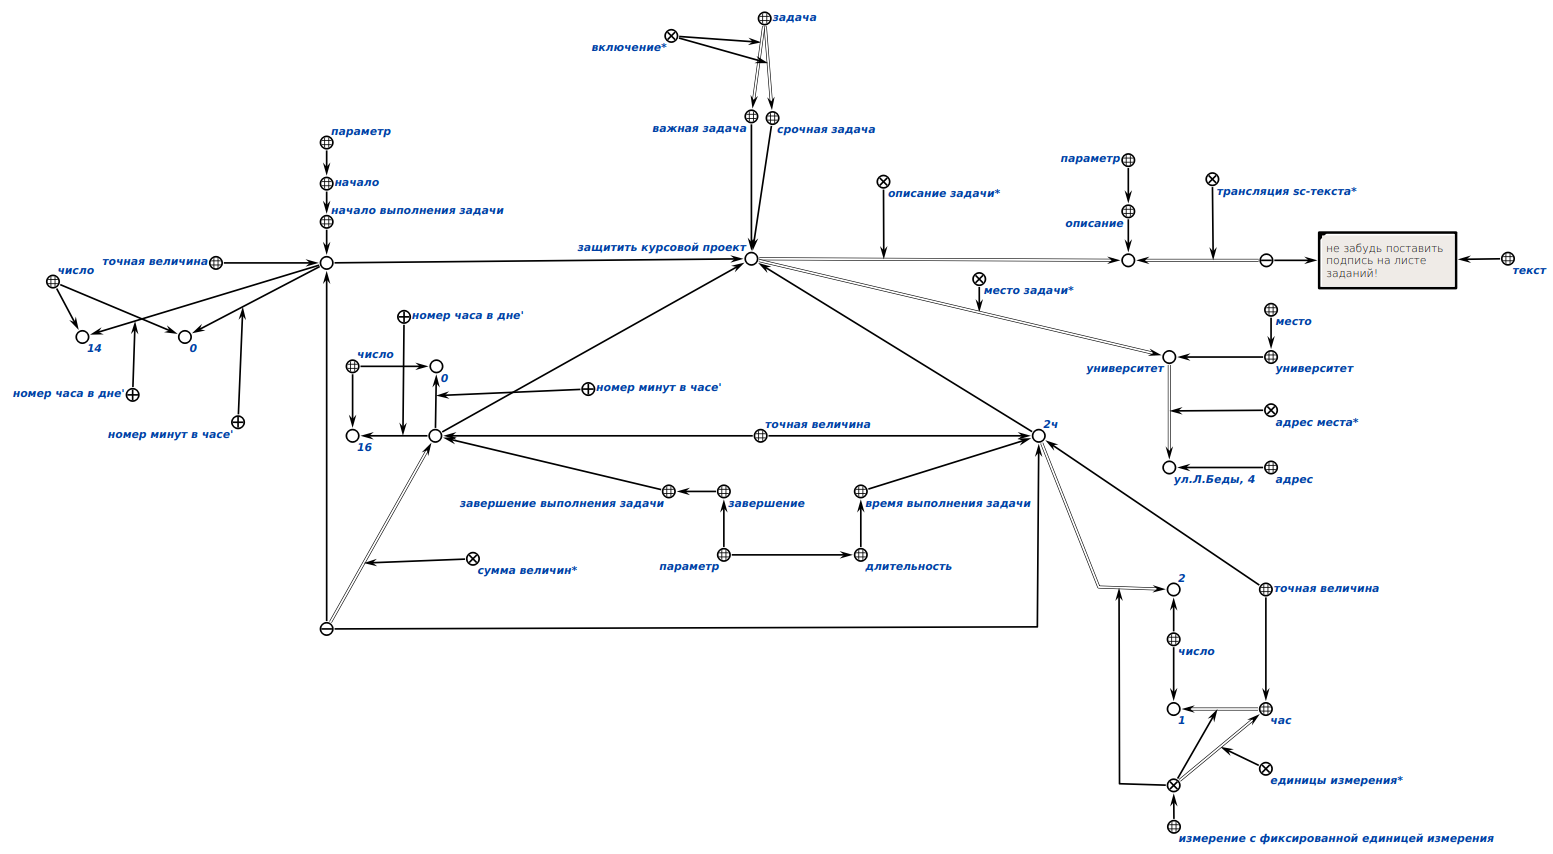 задача
включение*
важная задача
срочная задача
параметр
начало
начало выполнения задачи
параметр
описание задачи*
трансляция sc-текста*
описание
защитить курсовой проект
не забудь поставить
подпись на листе
заданий!
текст
точная величина
число
14
0
место задачи*
место
номер часа в дне'
число
0
университет
университет
номер часа в дне'
номер минут в часе'
номер минут в часе'
адрес места*
точная величина
2ч
16
ул.Л.Беды, 4
адрес
завершение выполнения задачи
завершение
время выполнения задачи
параметр
длительность
сумма величин*
2
точная величина
число
1
час
единицы измерения*
измерение с фиксированной единицей измерения